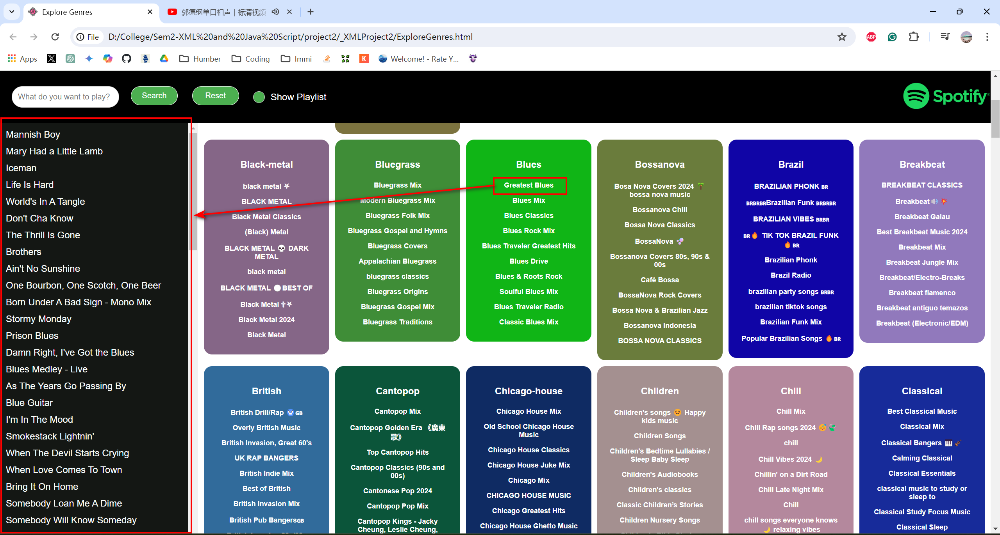 Explore Genres
郭德纲单口相声 | 标清视频
File
D:/College/Sem2-XML%20and%20Java%20Script/project2/_XMLProject2/ExploreGenres.html
ABP
Apps
Humber
Coding
Immi
K
Welcome! - Rate Y...
What do you want to play?
Search
Reset
Show Playlist
Spotify®
Mannish Boy
Mary Had a Little Lamb
Iceman
Life Is Hard
World's In A Tangle
Don't Cha Know
The Thrill Is Gone
Brothers
Ain't No Sunshine
One Bourbon, One Scotch, One Beer
Born Under A Bad Sign - Mono Mix
Stormy Monday
Prison Blues
Damn Right, I've Got the Blues
Blues Medley - Live
As The Years Go Passing By
Blue Guitar
I'm In The Mood
Smokestack Lightnin'
When The Devil Starts Crying
When Love Comes To Town
Bring It On Home
Somebody Loan Me A Dime
Somebody Will Know Someday
Black-metal
black metal ⛧
BLACK METAL
Black Metal Classics
(Black) Metal
BLACK METAL 💀 DARK
METAL
black metal
BLACK METAL ⚪BEST OF
Black Metal ✝⛧
Black Metal 2024
Black Metal
Bluegrass
Bluegrass Mix
Modern Bluegrass Mix
Bluegrass Folk Mix
Bluegrass Gospel and Hymns
Bluegrass Covers
Appalachian Bluegrass
bluegrass classics
Bluegrass Origins
Bluegrass Gospel Mix
Bluegrass Traditions
Blues
Greatest Blues
Blues Mix
Blues Classics
Blues Rock Mix
Blues Traveler Greatest Hits
Blues Drive
Blues & Roots Rock
Soulful Blues Mix
Blues Traveler Radio
Classic Blues Mix
Bossanova
Bosa Nova Covers 2024 🌴
bossa nova music
Bossanova Chill
Bossa Nova Classics
BossaNova 🫧
Bossanova Covers 80s, 90s &
00s
Café Bossa
BossaNova Rock Covers
Bossa Nova & Brazilian Jazz
Bossanova Indonesia
BOSSA NOVA CLASSICS
Brazil
BRAZILIAN PHONK BR
BRBRBRBrazilian Funk BRBRBR
BRAZILIAN VIBES BRBR
BR🔥 TIK TOK BRAZIL FUNK
🔥BR
Brazilian Phonk
Brazil Radio
brazilian party songs BRBR
brazilian tiktok songs
Brazilian Funk Mix
Popular Brazilian Songs 🔥BR
Breakbeat
BREAKBEAT CLASSICS
Breakbeat🔊💥
Breakbeat Galau
Best Breakbeat Music 2024
Breakbeat Mix
Breakbeat Jungle Mix
Breakbeat/Electro-Breaks
Breakbeat flamenco
Breakbeat antiguo temazos
Breakbeat (Electronic/EDM)
British
British Drill/Rap 🥶GB
Overly British Music
British Invasion, Great 60's
UK RAP BANGERS
British Indie Mix
Best of British
British Invasion Mix
British Pub BangersGB
Cantopop
Cantopop Mix
Cantopop Golden Era 《廣東
歌》
Top Cantopop Hits
Cantopop Classics (90s and
00s)
Cantonese Pop 2024
Cantopop Pop Mix
Cantopop Kings - Jacky
Cheung, Leslie Cheung,
Chicago-house
Chicago House Mix
Old School Chicago House
Music
Chicago House Classics
Chicago House Juke Mix
Chicago Mix
CHICAGO HOUSE MUSIC
Chicago Greatest Hits
Chicago House Ghetto Music
Children
Children's songs 😊 Happy
kids music
Children Songs
Children's Bedtime Lullabies /
Sleep Baby Sleep
Children's Audiobooks
Children's classics
Classic Children’s Stories
Children Nursery Songs
Chill
Chill Mix
Chill Rap songs 2024 😴🍃
chill
Chill Vibes 2024 🌙
Chillin' on a Dirt Road
Chill Late Night Mix
Chill
chill songs everyone knows
🌙 relaxing vibes
Classical
Best Classical Music
Classical Mix
Classical Bangers 🎹🎻
Calming Classical
Classical Essentials
classical music to study or
sleep to
Classical Study Focus Music
Classical Sleep